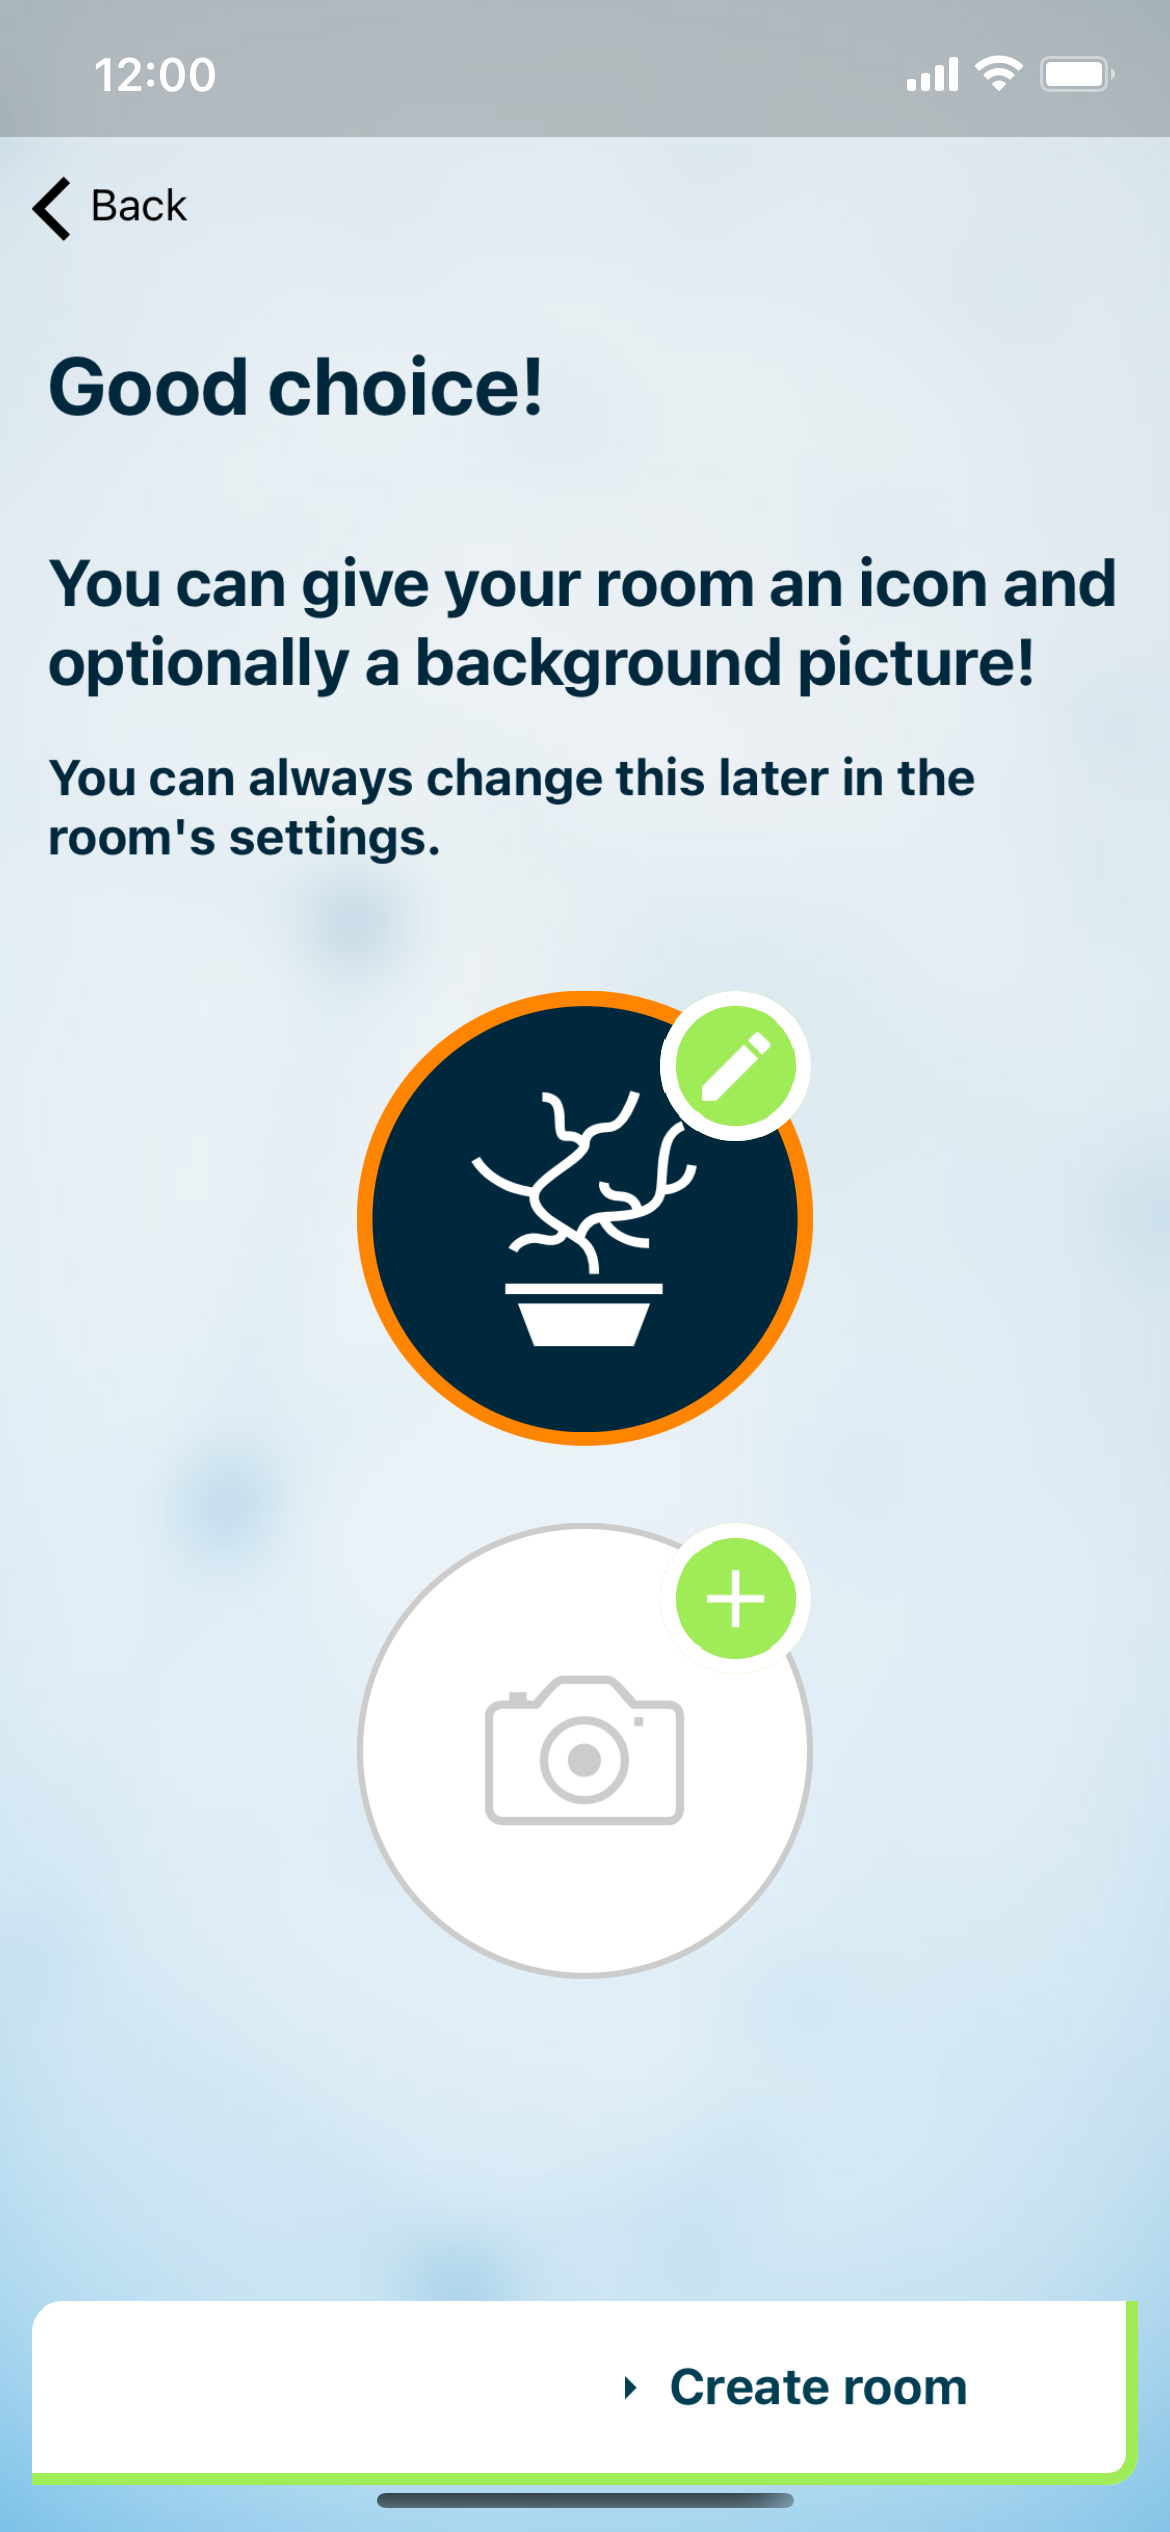 12:00
Back
Good choice!
You can give your room an icon and
optionally a background picture!
You can always change this later in the
room's settings.
Create room